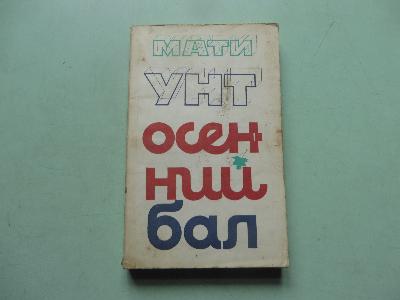 МАТИ
УНТ
осен-
ний
бал